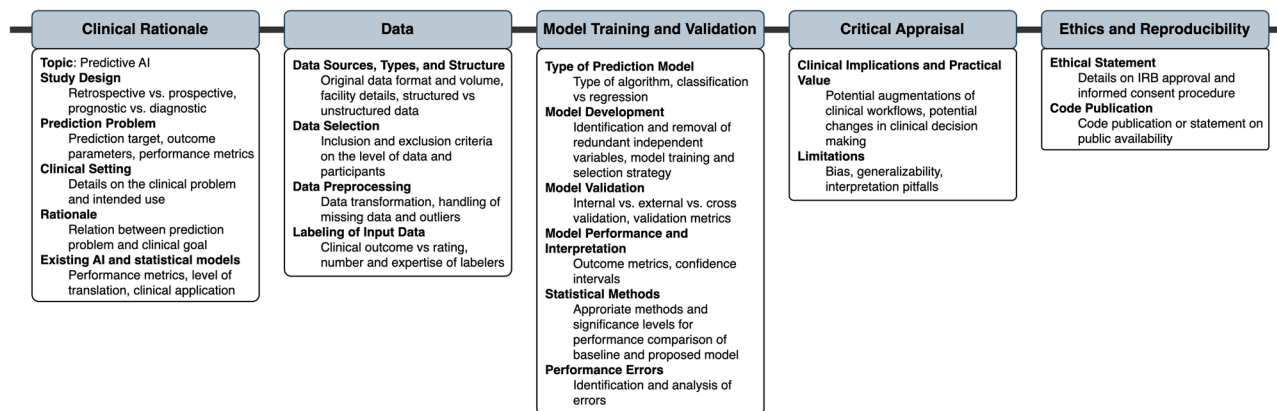 Clinical Rationale
Topic: Predictive AI
Study Design
Retrospective vs. prospective,
prognostic vs. diagnostic
Prediction Problem
Prediction target, outcome
parameters, performance metrics
Clinical Setting
Details on the clinical problem
and intended use
Rationale
Relation between prediction
problem and clinical goal
Existing AI and statistical models
Performance metrics, level of
translation, clinical application
Data
Data Sources, Types, and Structure
Original data format and volume,
facility details, structured vs
unstructured data
Data Selection
Inclusion and exclusion criteria
on the level of data and
participants
Data Preprocessing
Data transformation, handling of
missing data and outliers
Labeling of Input Data
Clinical outcome vs rating,
number and expertise of labelers
Model Training and Validation
Type of Prediction Model
Type of algorithm, classification
vs regression
Model Development
Identification and removal of
redundant independent
variables, model training and
selection strategy
Model Validation
Internal vs. external vs. cross
validation, validation metrics
Model Performance and
Interpretation
Outcome metrics, confidence
intervals
Statistical Methods
Approriate methods and
significance levels for
performance comparison of
baseline and proposed model
Performance Errors
Identification and analysis of
errors
Critical Appraisal
Clinical Implications and Practical
Value
Potential augmentations of
clinical workflows, potential
changes in clinical decision
making
Limitations
Bias, generalizability,
interpretation pitfalls
Ethics and Reproducibility
Ethical Statement
Details on IRB approval and
informed consent procedure
Code Publication
Code publication or statement on
public availability